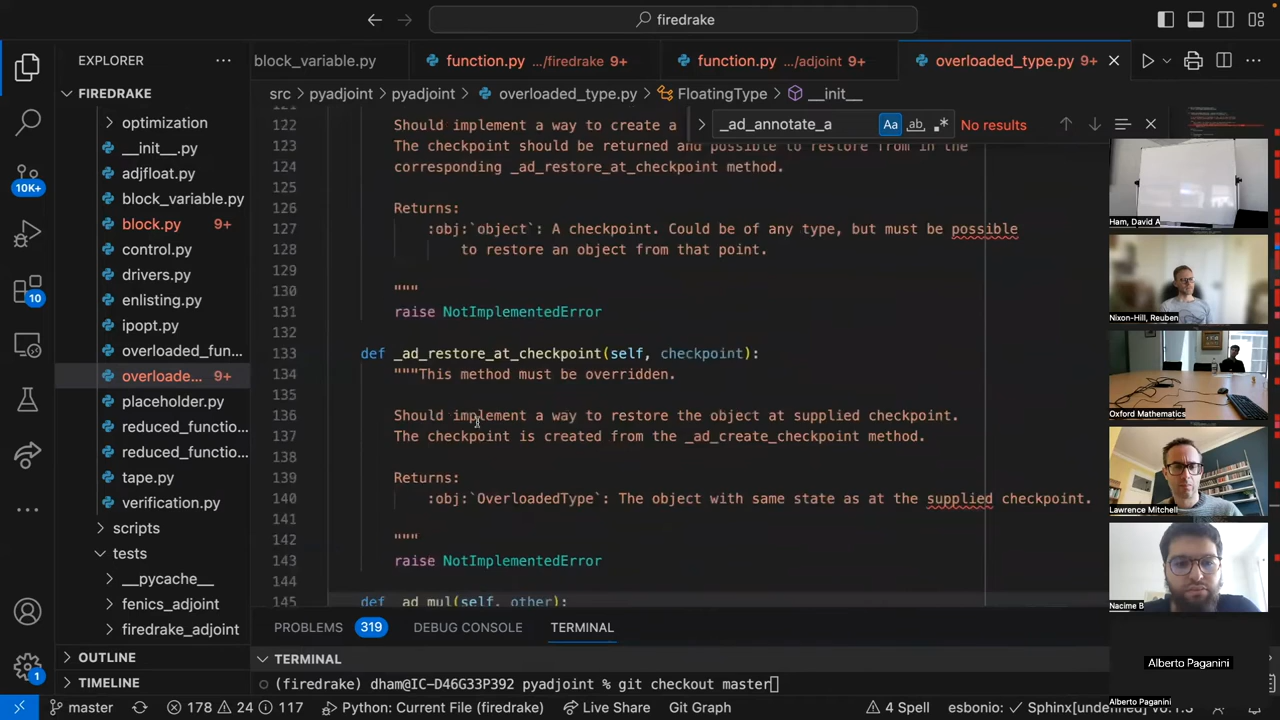 firedrake
EXPLORER
block_variable.py
function.py .../firedrake 9+
function.py .../adjoint 9+
overloaded_type.py 9+
FIREDRAKE
src
pyadjoint
pyadjoint
overloaded_type.py
FloatingType
__init__
_ad_annotate_a
Aa
ab
.*
No results
optimization
__init__.py
adjfloat.py
block_variable.py
block.py 9+
control.py
drivers.py
enlisting.py
ipopt.py
overloaded_fun...
overloade... 9+
placeholder.py
reduced_functio...
reduced_functio...
tape.py
verification.py
scripts
tests
__pycache__
fenics_adjoint
firedrake_adjoint
OUTLINE
TIMELINE
10K+
10
1
121
122 Should implement a way to create a
123 The checkpoint should be returned and possible to restore from in the
124 corresponding _ad_restore_at_checkpoint method.
125
126 Returns:
127 :obj:`object`: A checkpoint. Could be of any type, but must be possible
128 to restore an object from that point.
129
130 """
131 raise NotImplementedError
132
133 def _ad_restore_at_checkpoint(self, checkpoint):
134 """This method must be overridden.
135
136 Should implement a way to restore the object at supplied checkpoint.
137 The checkpoint is created from the _ad_create_checkpoint method.
138
139 Returns:
140 :obj:`OverloadedType`: The object with same state as at the supplied checkpoint.
141
142 """
143 raise NotImplementedError
144
145 def _ad_mul(self, other):
PROBLEMS 319 DEBUG CONSOLE TERMINAL
TERMINAL
(firedrake) dham@IC-D46G33P392 pyadjoint % git checkout master
master
178 24 117
Python: Current File (firedrake)
Live Share
Git Graph
4 Spell
esbonio:
Ham, David A
Nixon-Hill, Reuben
Oxford Mathematics
Lawrence Mitchell
Nacime B
Alberto Paganini
Alberto Paganini